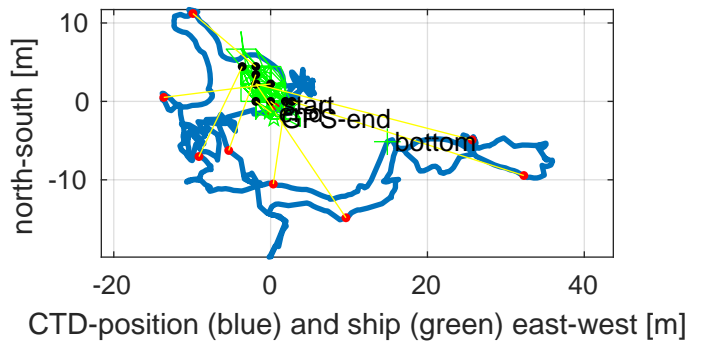 10
0
-10
north-south [m]
start
end
GPS-end
bottom
-20
0
20
40
CTD-position (blue) and ship (green) east-west [m]